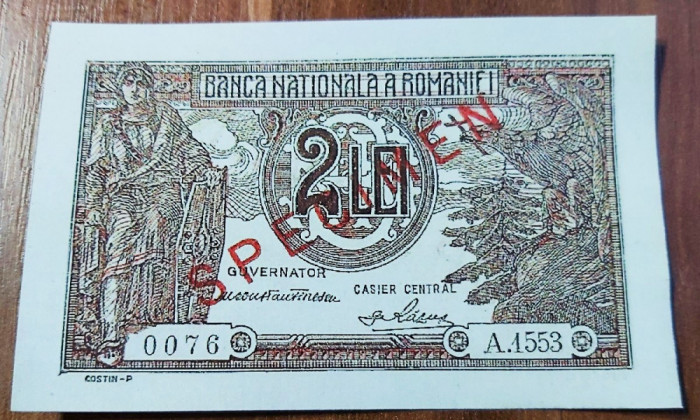 BANCA NATIONALA A ROMANIEI
2 LEI
SPECIMEN
GUVERNATOR
CASIER CENTRAL
0076
A.1553
COSTIN-P